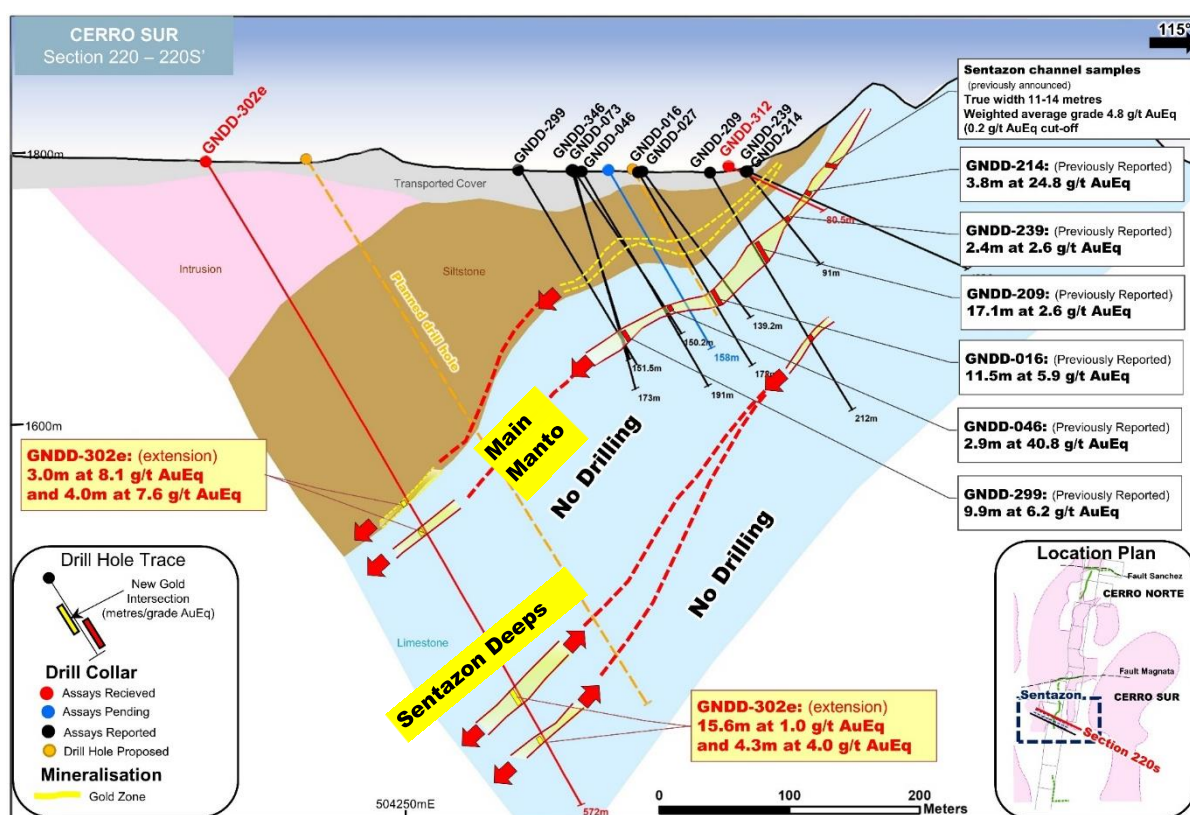 CERRO SUR
Section 220 – 220S'
115°
GNDD-302e
GNDD-299
GNDD-346
GNDD-073
GNDD-046
GNDD-016
GNDD-027
GNDD-209
GNDD-312
GNDD-239
GNDD-214
1800m
1600m
Transported Cover
Intrusion
Siltstone
Planned drill hole
Limestone
80.5m
91m
139.2m
150.2m
158m
151.5m
178m
173m
191m
212m
572m
Main
Manto
No Drilling
No Drilling
Sentazon Deeps
Sentazon channel samples
(previously announced)
True width 11-14 metres
Weighted average grade 4.8 g/t AuEq
(0.2 g/t AuEq cut-off
GNDD-214: (Previously Reported)
3.8m at 24.8 g/t AuEq
GNDD-239: (Previously Reported)
2.4m at 2.6 g/t AuEq
GNDD-209: (Previously Reported)
17.1m at 2.6 g/t AuEq
GNDD-016: (Previously Reported)
11.5m at 5.9 g/t AuEq
GNDD-046: (Previously Reported)
2.9m at 40.8 g/t AuEq
GNDD-299: (Previously Reported)
9.9m at 6.2 g/t AuEq
GNDD-302e: (extension)
3.0m at 8.1 g/t AuEq
and 4.0m at 7.6 g/t AuEq
GNDD-302e: (extension)
15.6m at 1.0 g/t AuEq
and 4.3m at 4.0 g/t AuEq
Drill Hole Trace
New Gold
Intersection
(metres/grade AuEq)
Drill Collar
Assays Recieved
Assays Pending
Assays Reported
Drill Hole Proposed
Mineralisation
Gold Zone
504250mE
0 100 200
Meters
Location Plan
Fault Sanchez
CERRO NORTE
Fault Magnata
Sentazon
CERRO SUR
Section 220s